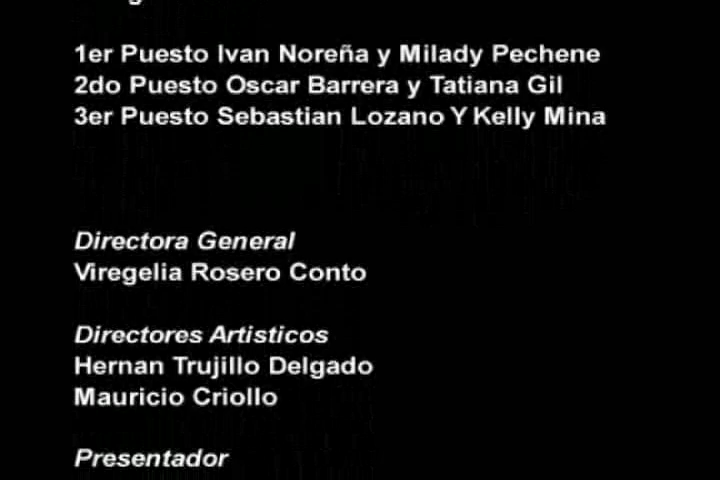 1er Puesto Ivan Noreña y Milady Pechene
2do Puesto Oscar Barrera y Tatiana Gil
3er Puesto Sebastian Lozano Y Kelly Mina
Directora General
Viregelia Rosero Conto
Directores Artisticos
Hernan Trujillo Delgado
Mauricio Criollo
Presentador